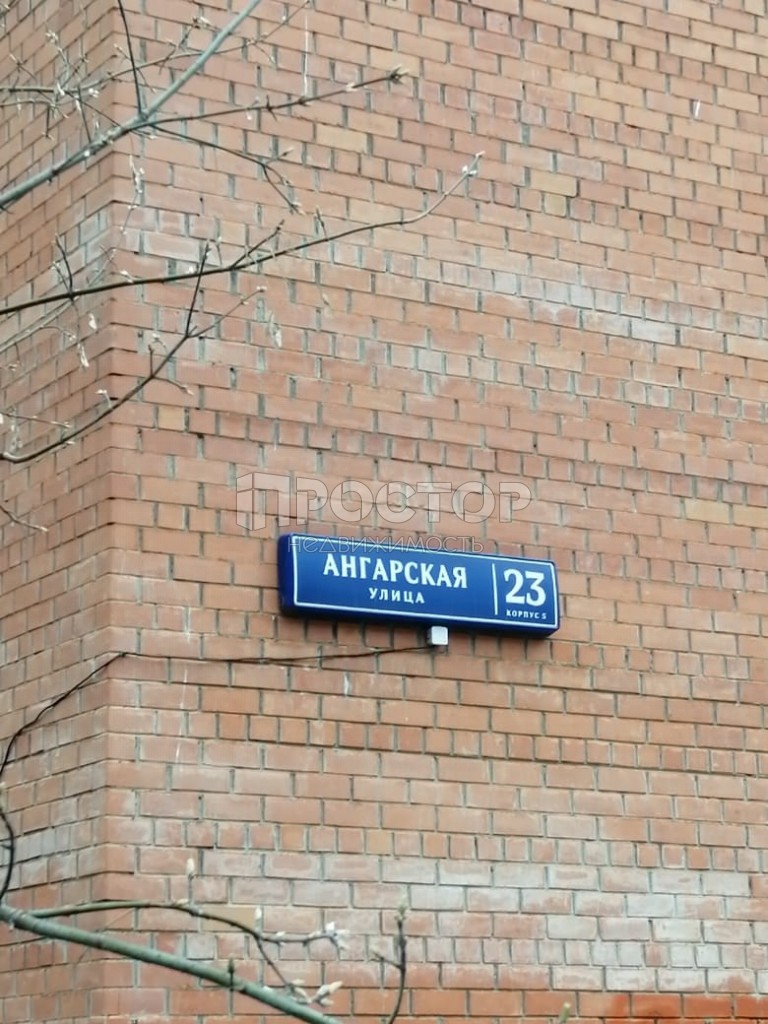 ПРОСТОР
НЕДВИЖИМОСТЬ
АНГАРСКАЯ
УЛИЦА
23
КОРПУС 5